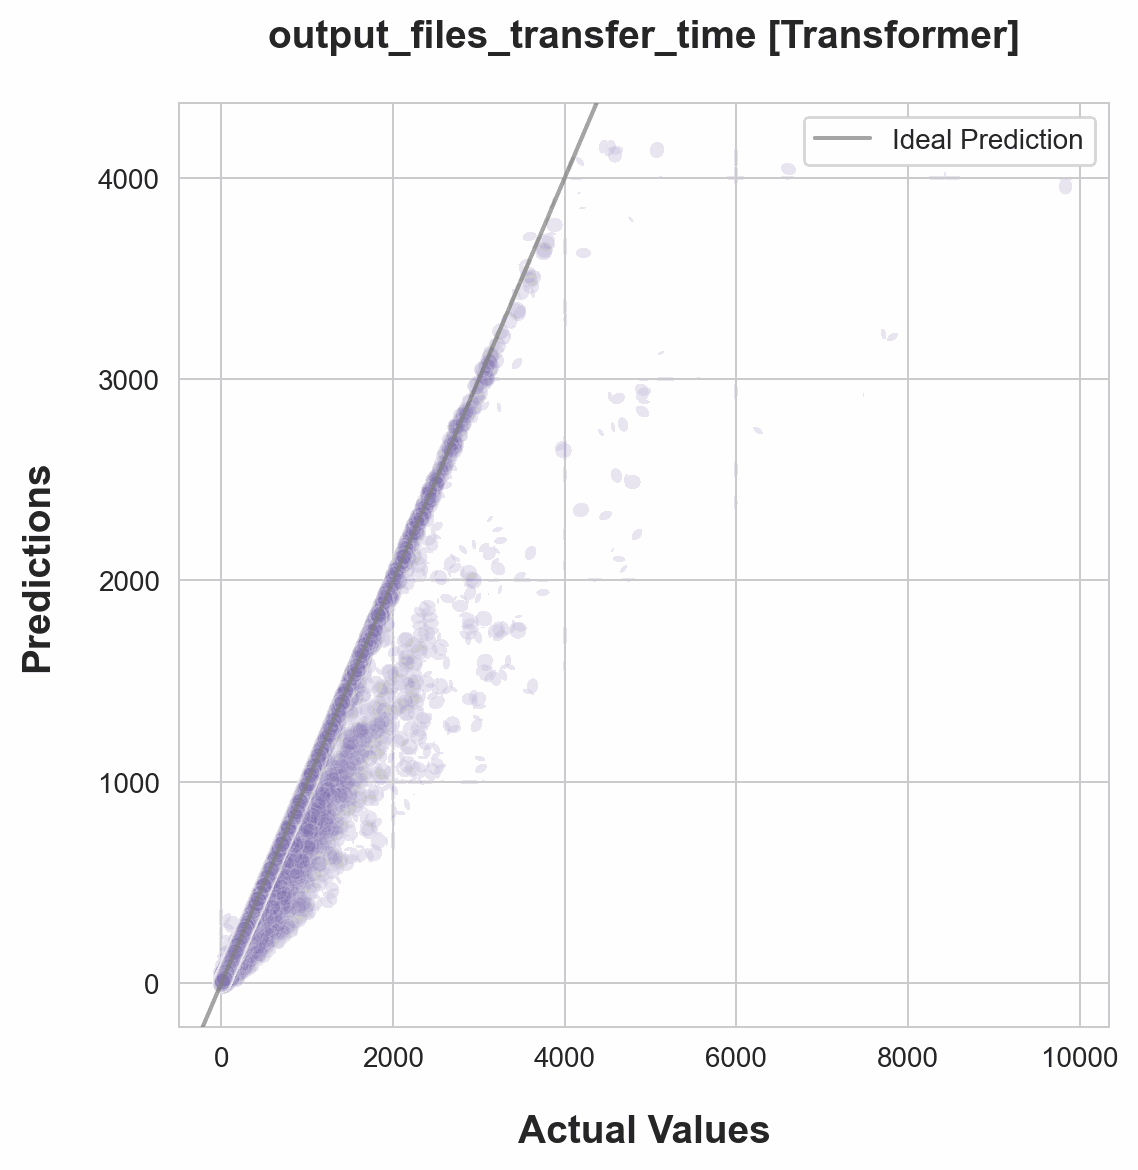 output_files_transfer_time [Transformer]
Ideal Prediction
4000
3000
2000
1000
0
Predictions
0 2000 4000 6000 8000 10000
Actual Values